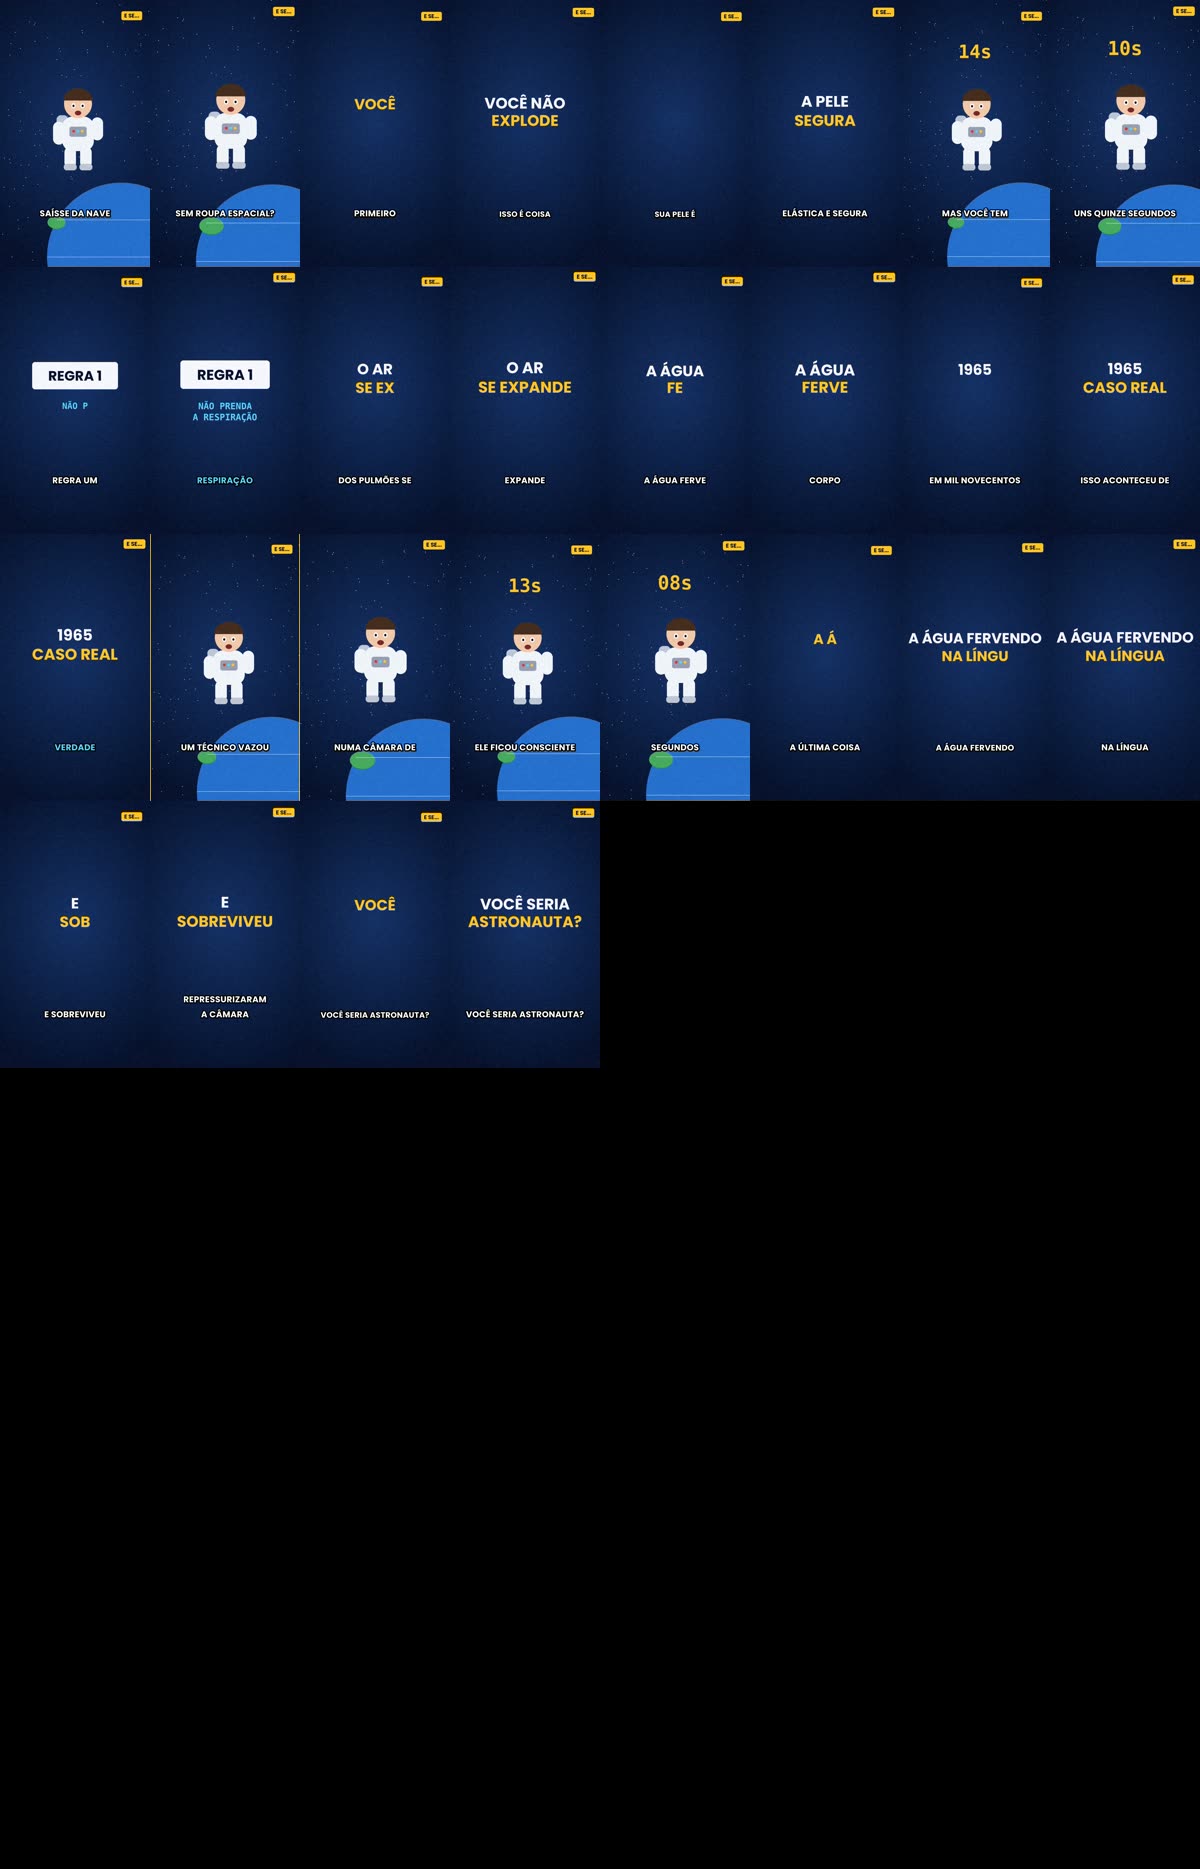 E SE...
SAÍSSE DA NAVE
E SE...
SEM ROUPA ESPACIAL?
E SE...
VOCÊ
PRIMEIRO
E SE...
VOCÊ NÃO
EXPLODE
ISSO É COISA
E SE...
SUA PELE É
E SE...
A PELE
SEGURA
ELÁSTICA E SEGURA
E SE...
14s
MAS VOCÊ TEM
E SE...
10s
UNS QUINZE SEGUNDOS
E SE...
REGRA 1
NÃO P
REGRA UM
E SE...
REGRA 1
NÃO PRENDA
A RESPIRAÇÃO
RESPIRAÇÃO
E SE...
O AR
SE EX
DOS PULMÕES SE
E SE...
O AR
SE EXPANDE
EXPANDE
E SE...
A ÁGUA
FE
A ÁGUA FERVE
E SE...
A ÁGUA
FERVE
CORPO
E SE...
1965
EM MIL NOVECENTOS
E SE...
1965
CASO REAL
ISSO ACONTECEU DE
E SE...
1965
CASO REAL
VERDADE
E SE...
UM TÉCNICO VAZOU
E SE...
NUMA CÂMARA DE
E SE...
13s
ELE FICOU CONSCIENTE
E SE...
08s
SEGUNDOS
E SE...
A Á
A ÚLTIMA COISA
E SE...
A ÁGUA FERVENDO
NA LÍNGU
A ÁGUA FERVENDO
E SE...
A ÁGUA FERVENDO
NA LÍNGUA
NA LÍNGUA
E SE...
E
SOB
E SOBREVIVEU
E SE...
E
SOBREVIVEU
REPRESSURIZARAM
A CÂMARA
E SE...
VOCÊ
VOCÊ SERIA ASTRONAUTA?
E SE...
VOCÊ SERIA
ASTRONAUTA?
VOCÊ SERIA ASTRONAUTA?